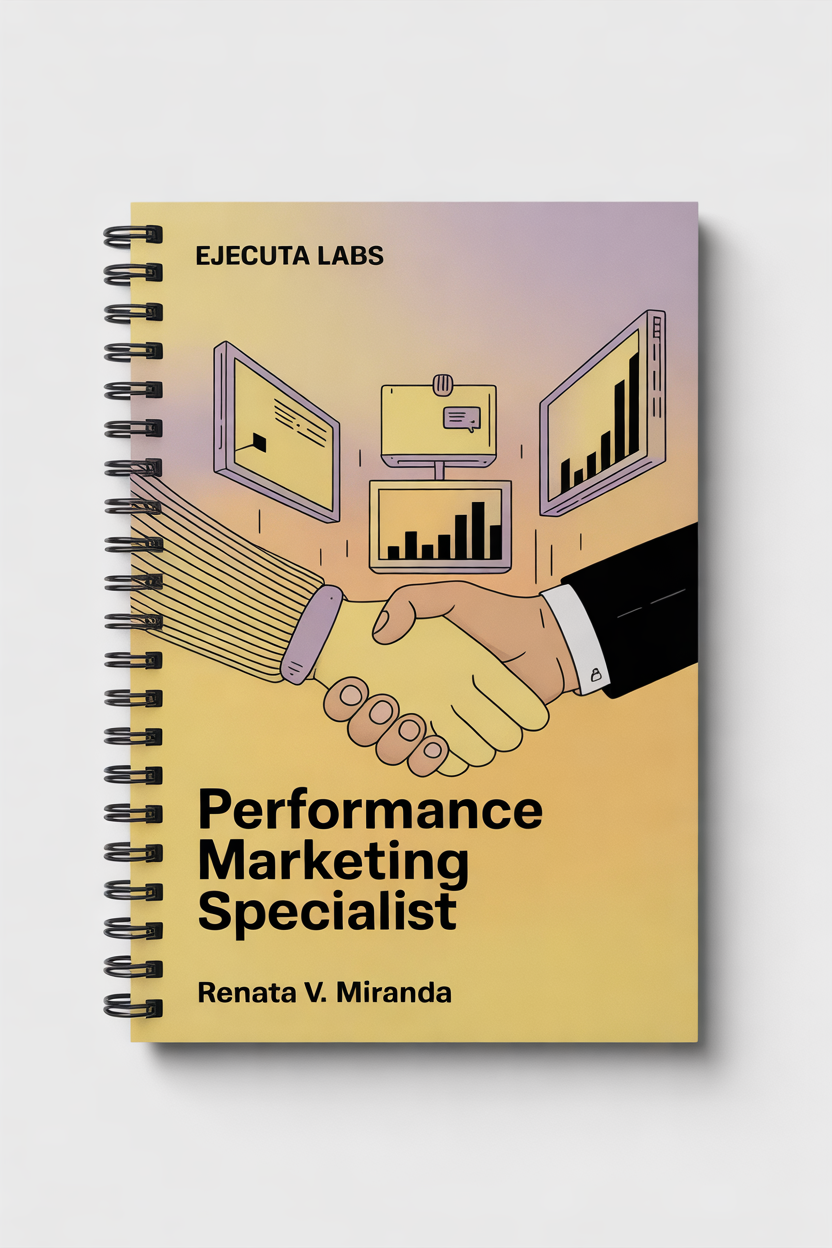 EJECUTA LABS
Performance
Marketing
Specialist
Renata V. Miranda